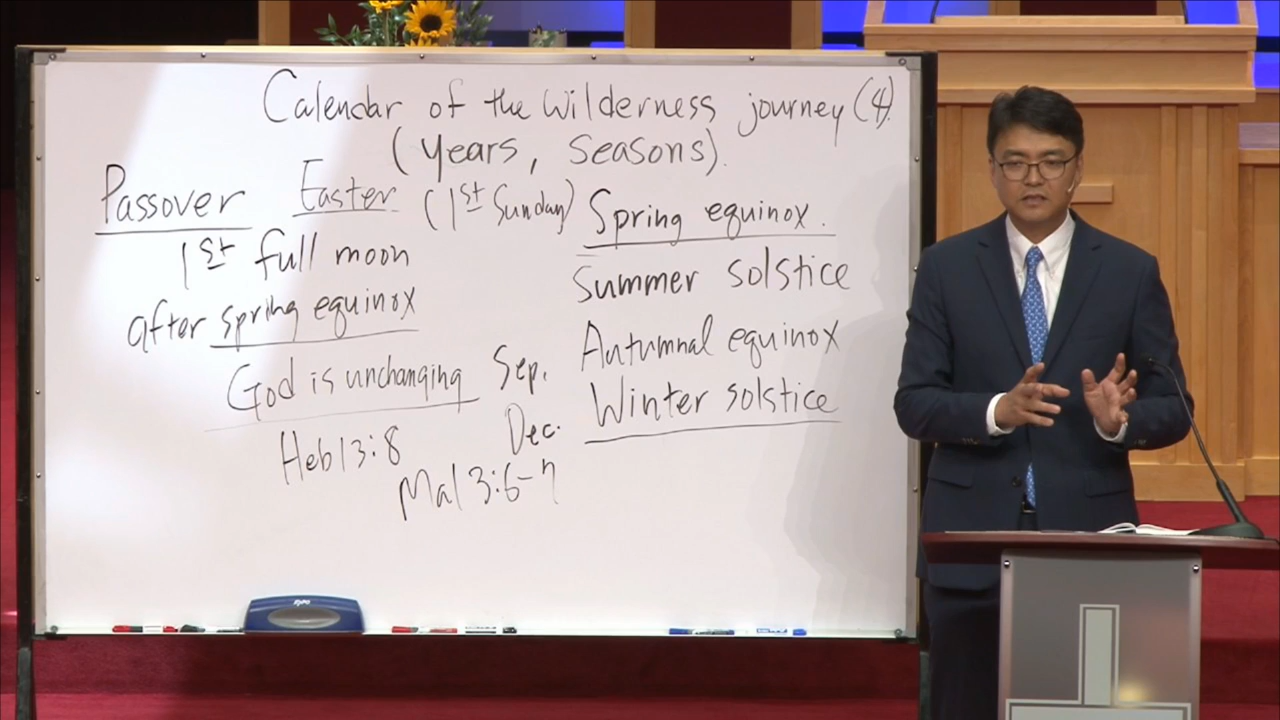 Calendar of the Wilderness journey (4).
(years, seasons).
Passover Easter (1st Sunday) Spring equinox.
1st full moon
after spring equinox
Summer solstice
God is unchanging Sep. Autumnal equinox
Dec. Winter solstice
Heb 13:8
Mal 3:6-7
EXPO